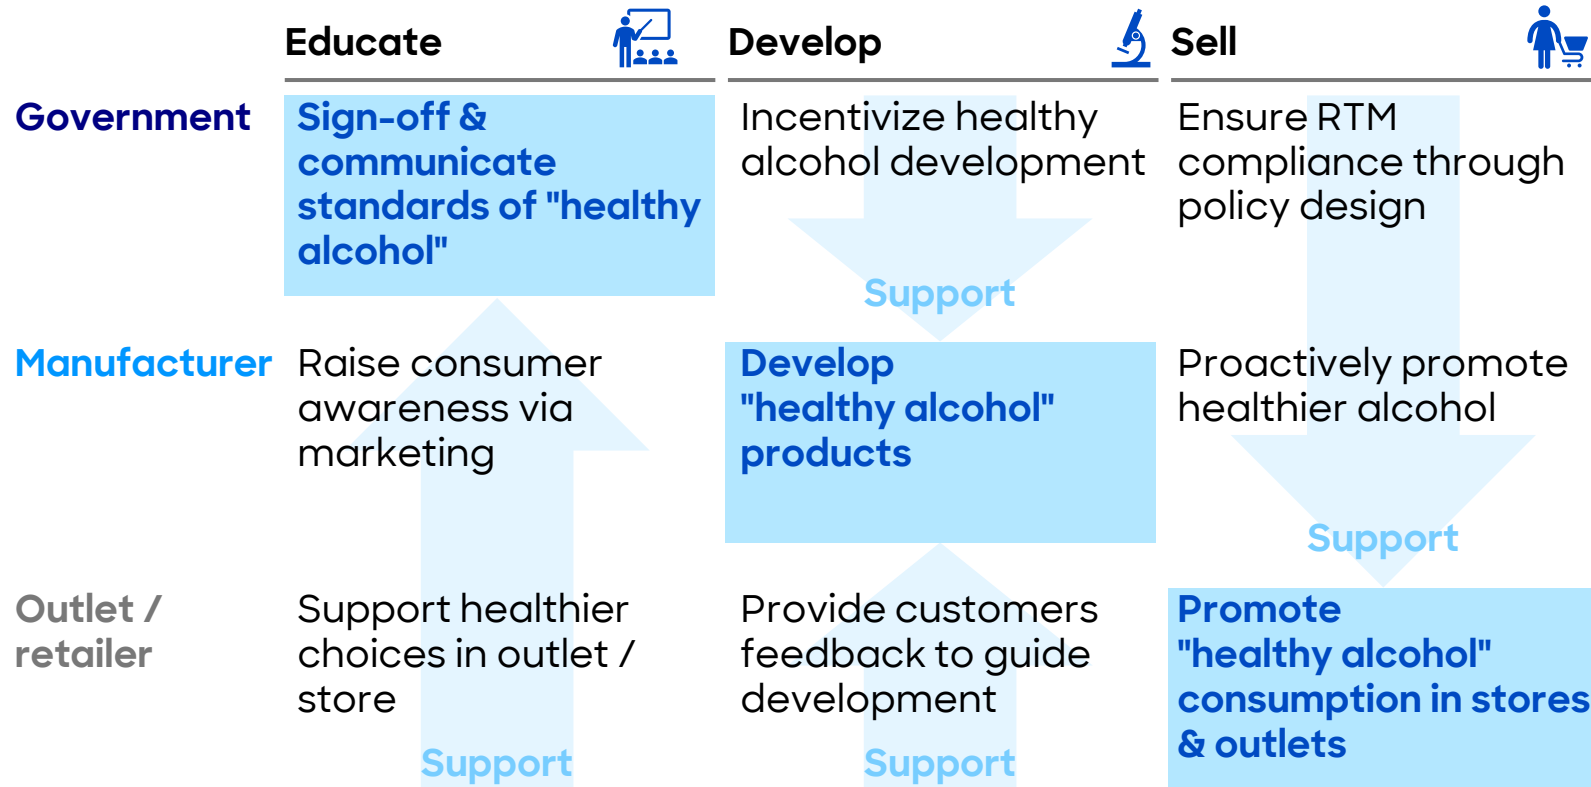 Educate
Develop
Sell
Government
Sign-off &
communicate
standards of "healthy
alcohol"
Incentivize healthy
alcohol development
Support
Ensure RTM
compliance through
policy design
Manufacturer
Raise consumer
awareness via
marketing
Develop
"healthy alcohol"
products
Proactively promote
healthier alcohol
Support
Outlet /
retailer
Support healthier
choices in outlet /
store
Support
Provide customers
feedback to guide
development
Support
Promote
"healthy alcohol"
consumption in stores
& outlets